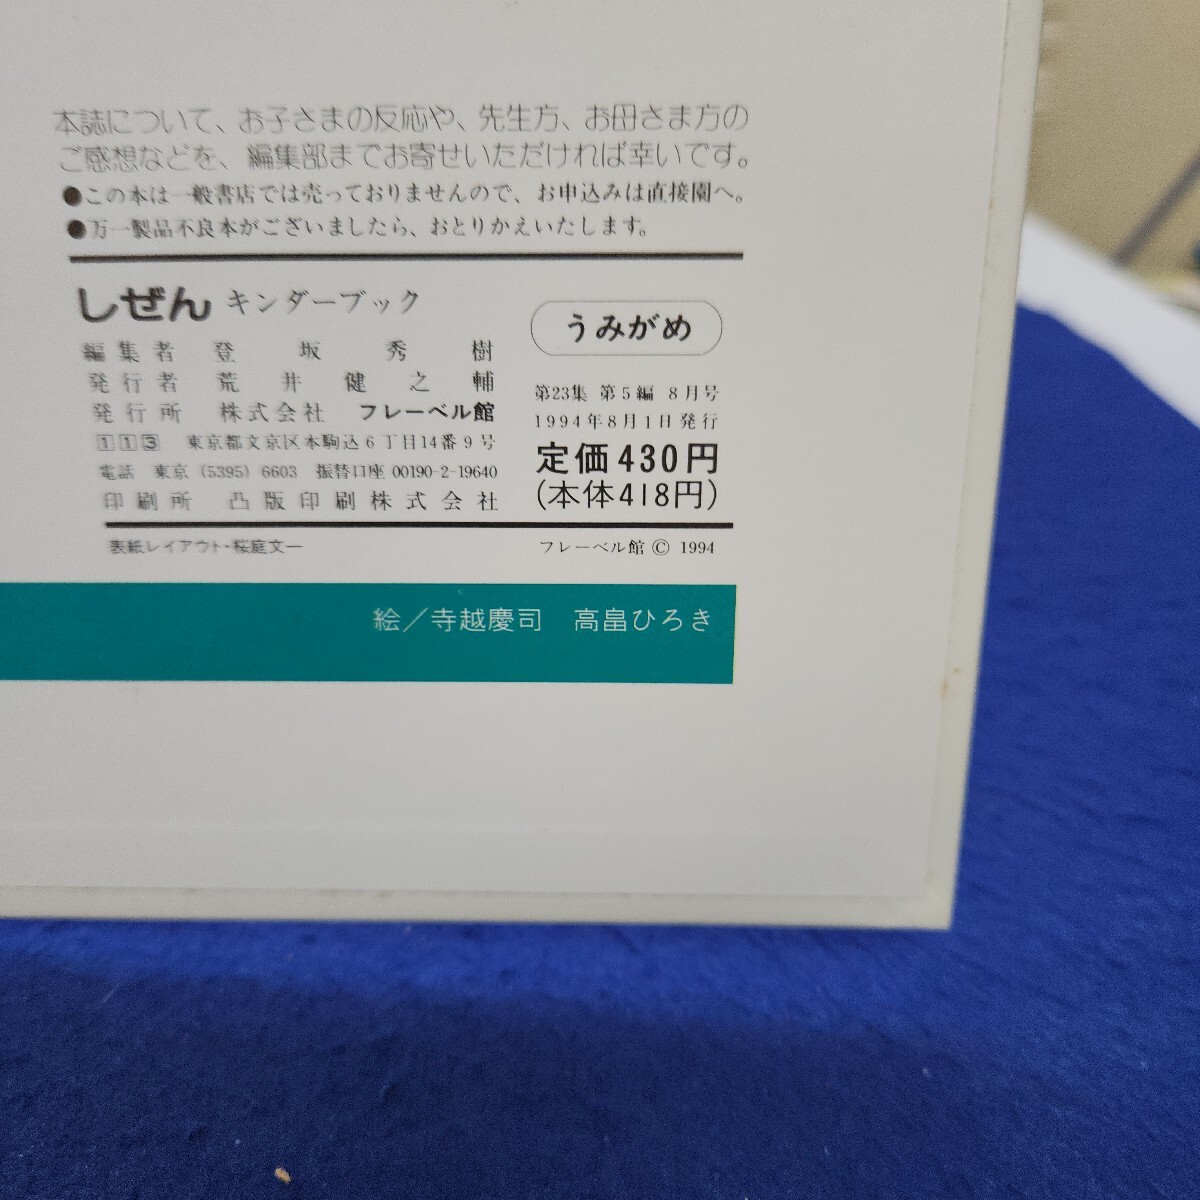 本誌について、お子さまの反応や、先生方、お母さま方の
ご感想などを、編集部までお寄せいただければ幸いです。
●この本は一般書店では売っておりませんので、お申込みは直接園へ。
●万一製品不良本がございましたら、おとりかえいたします。
しぜん キンダーブック
編集者 登坂秀樹
発行者 荒井健之輔
発行所 株式会社 フレーベル館
113 東京都文京区本駒込6丁目14番9号
電話 東京 (5395) 6603 振替口座 00190-2-19640
印刷所 凸版印刷株式会社
うみがめ
第23集 第5編 8月号
1994年8月1日発行
定価430円
(本体418円)
表紙レイアウト・桜庭文一
フレーベル館 © 1994
絵／寺越慶司 高畠ひろき